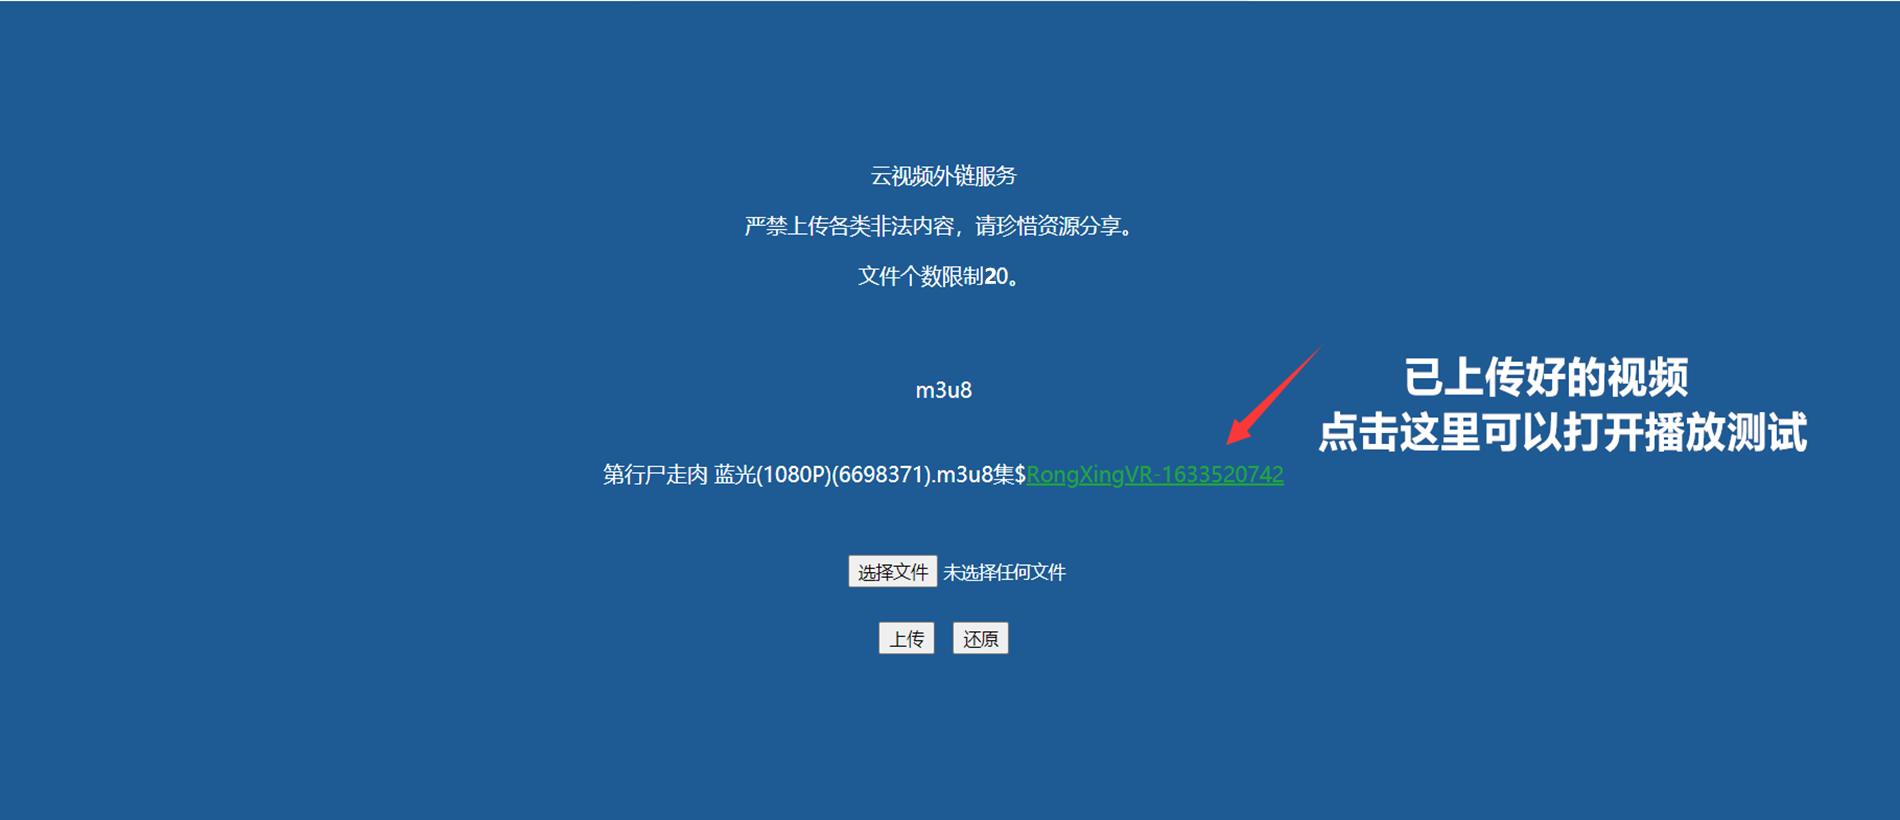 云视频外链服务
严禁上传各类非法内容，请珍惜资源分享。
文件个数限制20。
m3u8
已上传好的视频
点击这里可以打开播放测试
第行尸走肉 蓝光(1080P)(6698371).m3u8集$RongXingVR-1633520742
选择文件 未选择任何文件
上传 还原